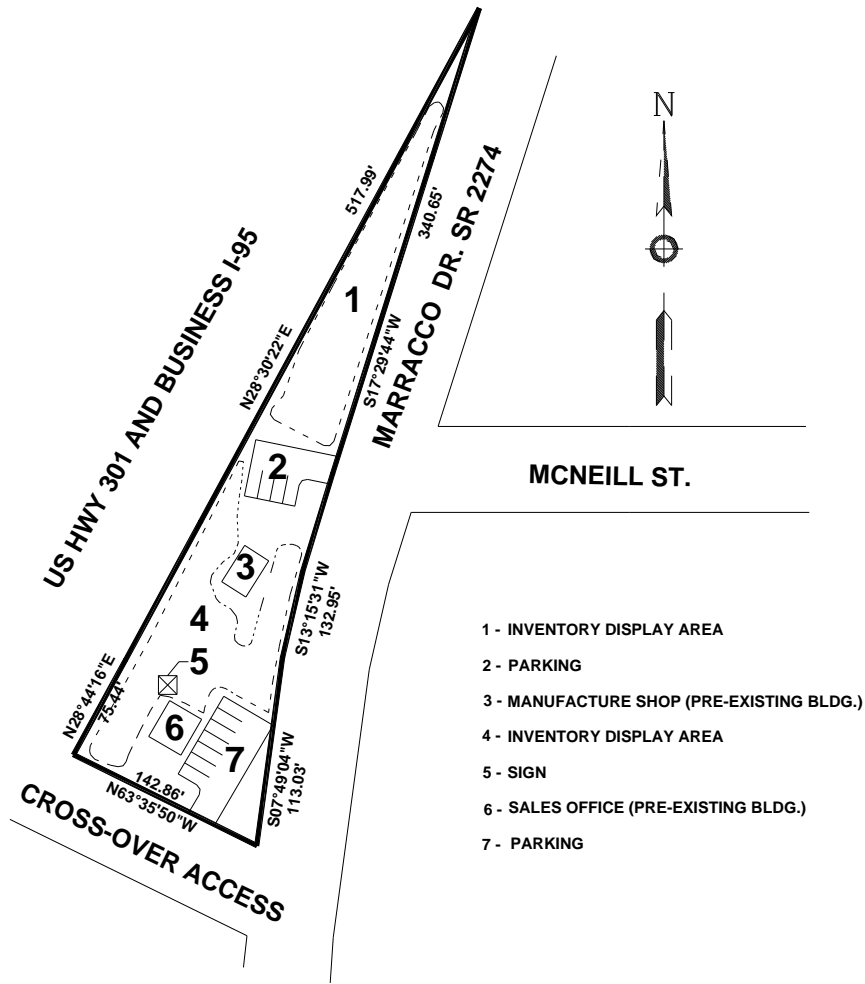 N
517.99'
340.65'
MARRACCO DR. SR 2274
US HWY 301 AND BUSINESS I-95
1
N28°30'22"E
S17°29'44"W
2
MCNEILL ST.
3
S13°15'31"W
132.95'
4
5
N28°44'16"E
75.44'
6
7
S07°49'04"W
113.03'
142.86'
N63°35'50"W
CROSS-OVER ACCESS
1 - INVENTORY DISPLAY AREA
2 - PARKING
3 - MANUFACTURE SHOP (PRE-EXISTING BLDG.)
4 - INVENTORY DISPLAY AREA
5 - SIGN
6 - SALES OFFICE (PRE-EXISTING BLDG.)
7 - PARKING